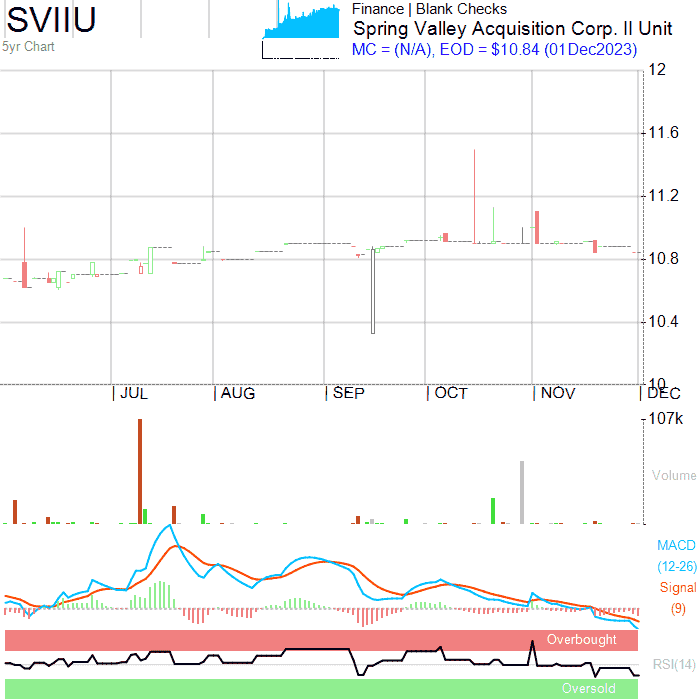 SVIIU
5yr Chart
Finance | Blank Checks
Spring Valley Acquisition Corp. II Unit
MC = (N/A), EOD = $10.84 (01Dec2023)
12
11.6
11.2
10.8
10.4
10
JUL AUG SEP OCT NOV DEC
107k
Volume
MACD
(12-26)
Signal
(9)
Overbought
RSI(14)
Oversold